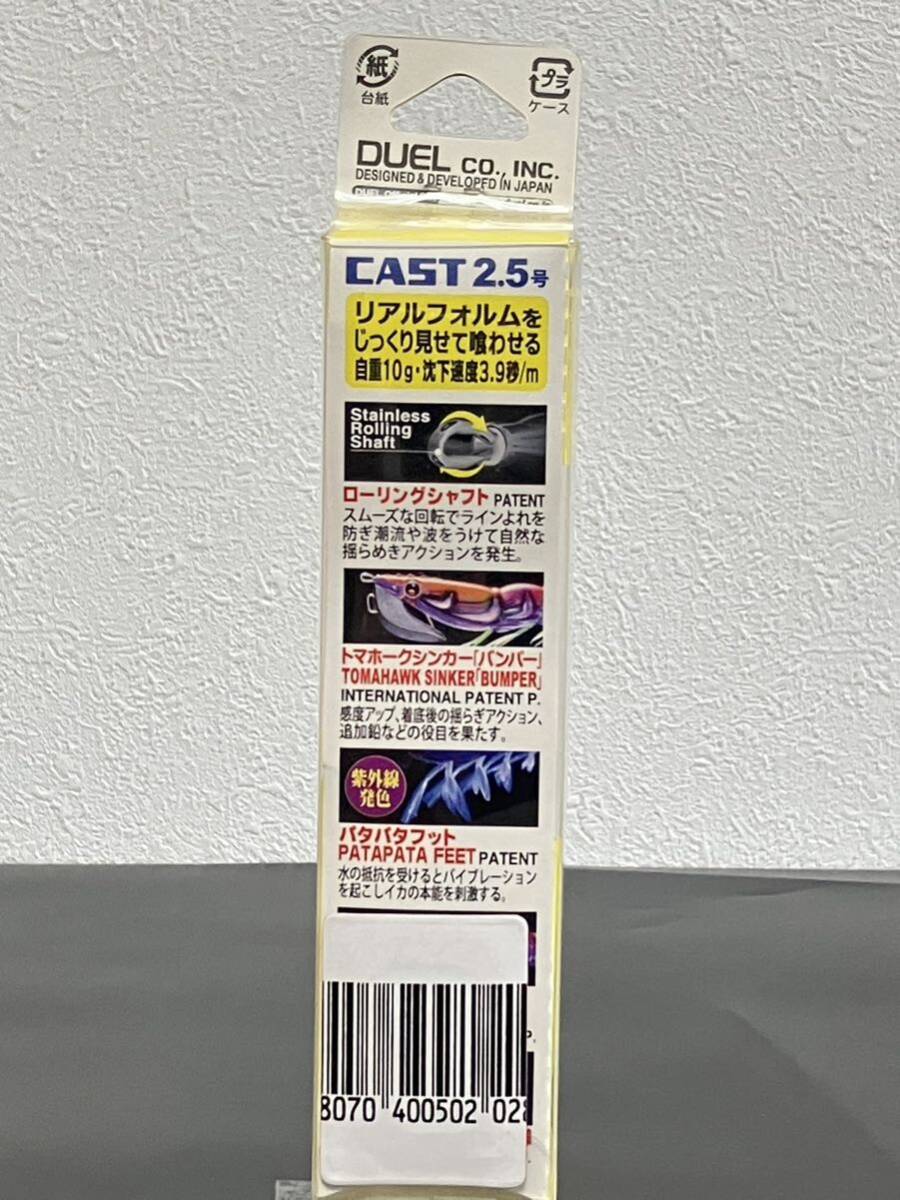 紙
台紙
プラ
ケース
DUEL CO., INC.
DESIGNED & DEVELOPED IN JAPAN
CAST 2.5号
リアルフォルムを
じっくり見せて喰わせる
自重10g・沈下速度3.9秒/m
Stainless
Rolling
Shaft
ローリングシャフト PATENT
スムーズな回転でラインよれを
防ぎ潮流や波をうけて自然な
揺らめきアクションを発生。
トマホークシンカー「バンパー」
TOMAHAWK SINKER「BUMPER」
INTERNATIONAL PATENT P.
感度アップ、着底後の揺らぎアクション、
追加鉛などの役目を果たす。
紫外線
発色
パタパタフット
PATAPATA FEET PATENT
水の抵抗を受けるとバイブレーション
を起こしイカの本能を刺激する。
P.
8070 400502 028